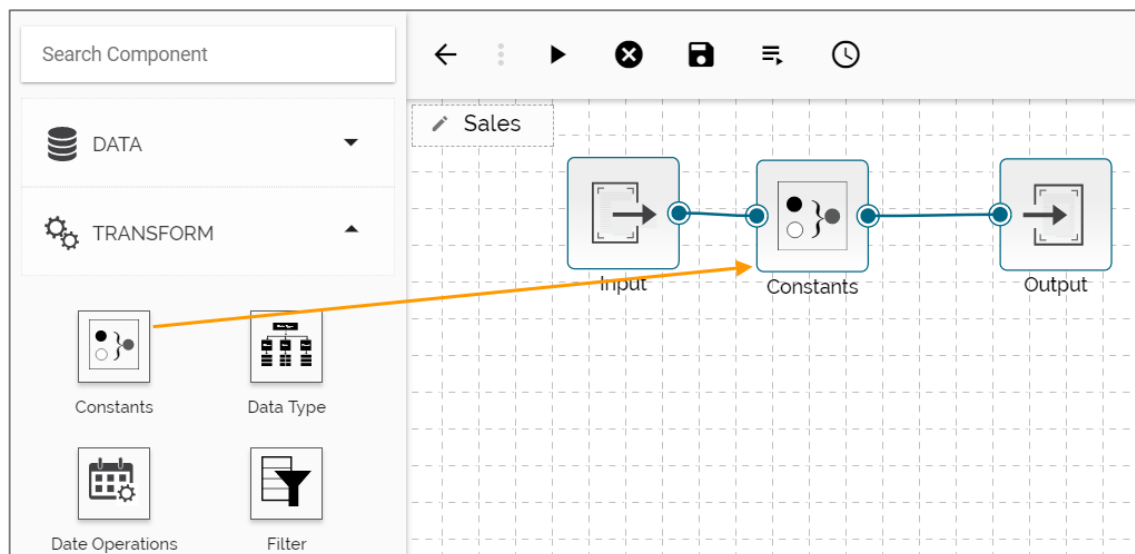 Search Component
DATA
TRANSFORM
Constants
Data Type
Date Operations
Filter
Sales
Input
Constants
Output